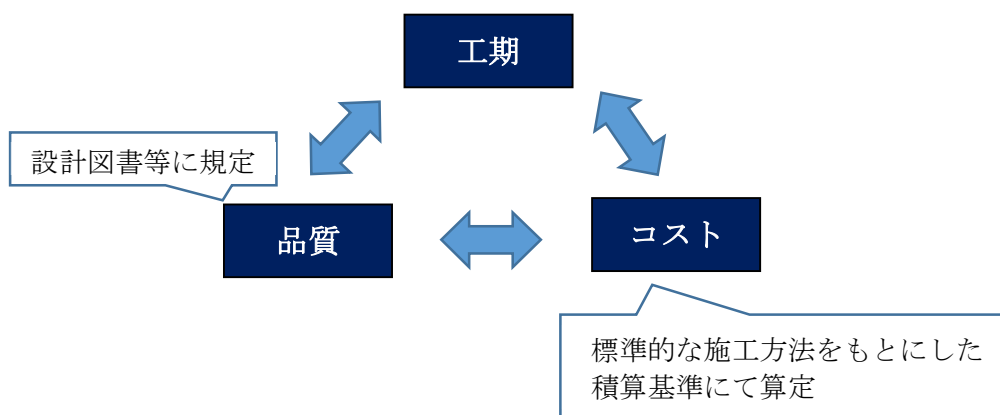 工期
設計図書等に規定
品質
コスト
標準的な施工方法をもとにした
積算基準にて算定